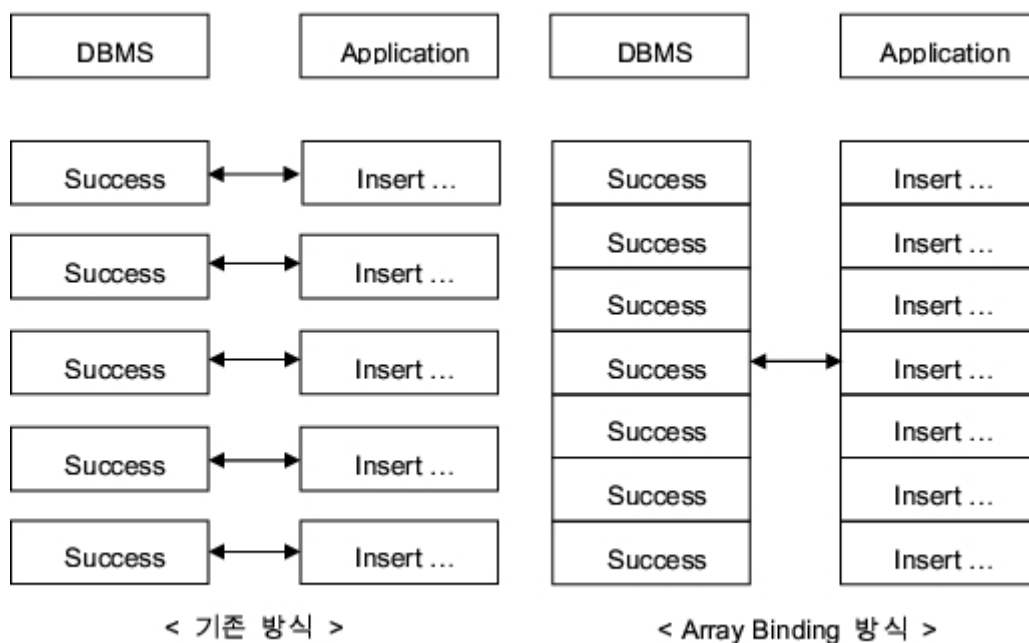 DBMS Application DBMS Application
Success Insert ... Success Insert ...
Success Insert ... Success Insert ...
Success Insert ... Success Insert ...
Success Insert ... Success Insert ...
Success Insert ... Success Insert ...
Success Insert ...
Success Insert ...
< 기존 방식 > < Array Binding 방식 >